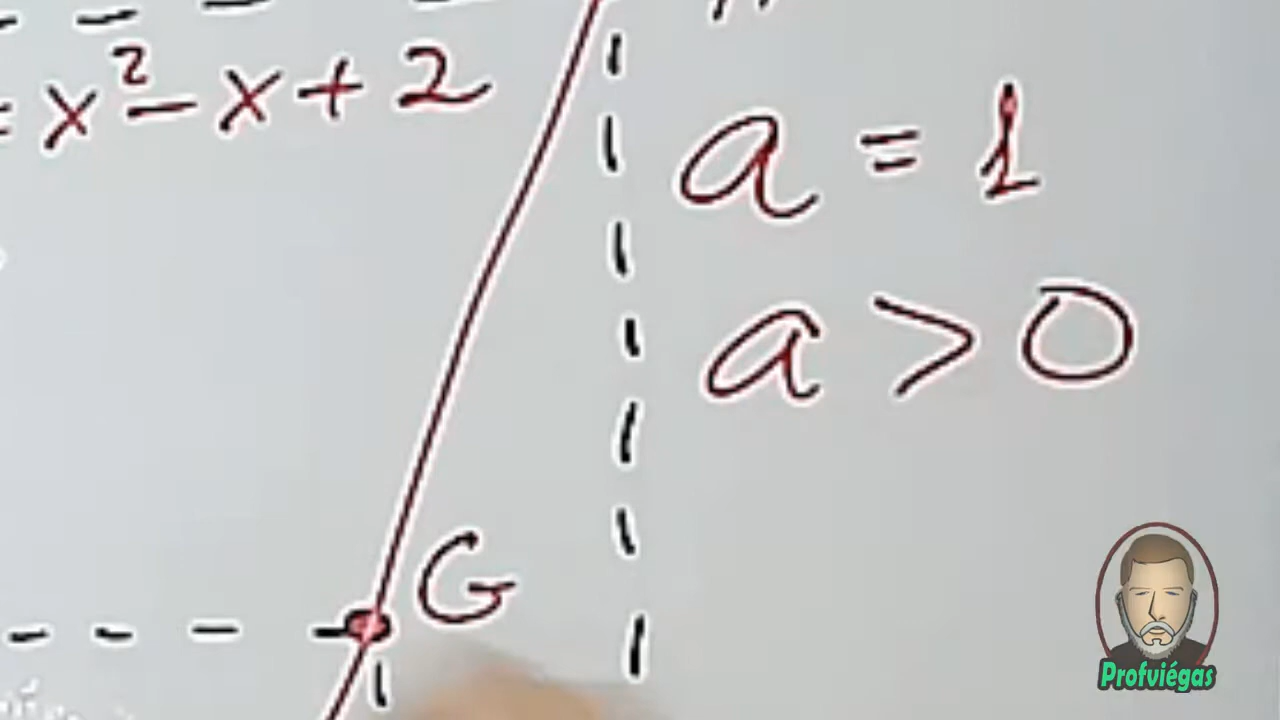 = x² - x + 2
a = 1
a > 0
G
Profviégas